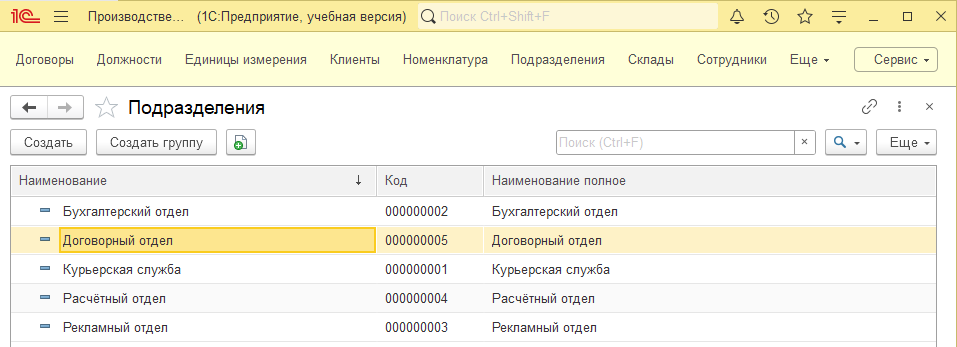 1С Производстве... (1С:Предприятие, учебная версия) Поиск Ctrl+Shift+F
Договоры Должности Единицы измерения Клиенты Номенклатура Подразделения Склады Сотрудники Еще Сервис
Подразделения
Создать Создать группу Поиск (Ctrl+F) × Еще
Наименование ↓ Код Наименование полное
Бухгалтерский отдел 000000002 Бухгалтерский отдел
Договорный отдел 000000005 Договорный отдел
Курьерская служба 000000001 Курьерская служба
Расчётный отдел 000000004 Расчётный отдел
Рекламный отдел 000000003 Рекламный отдел